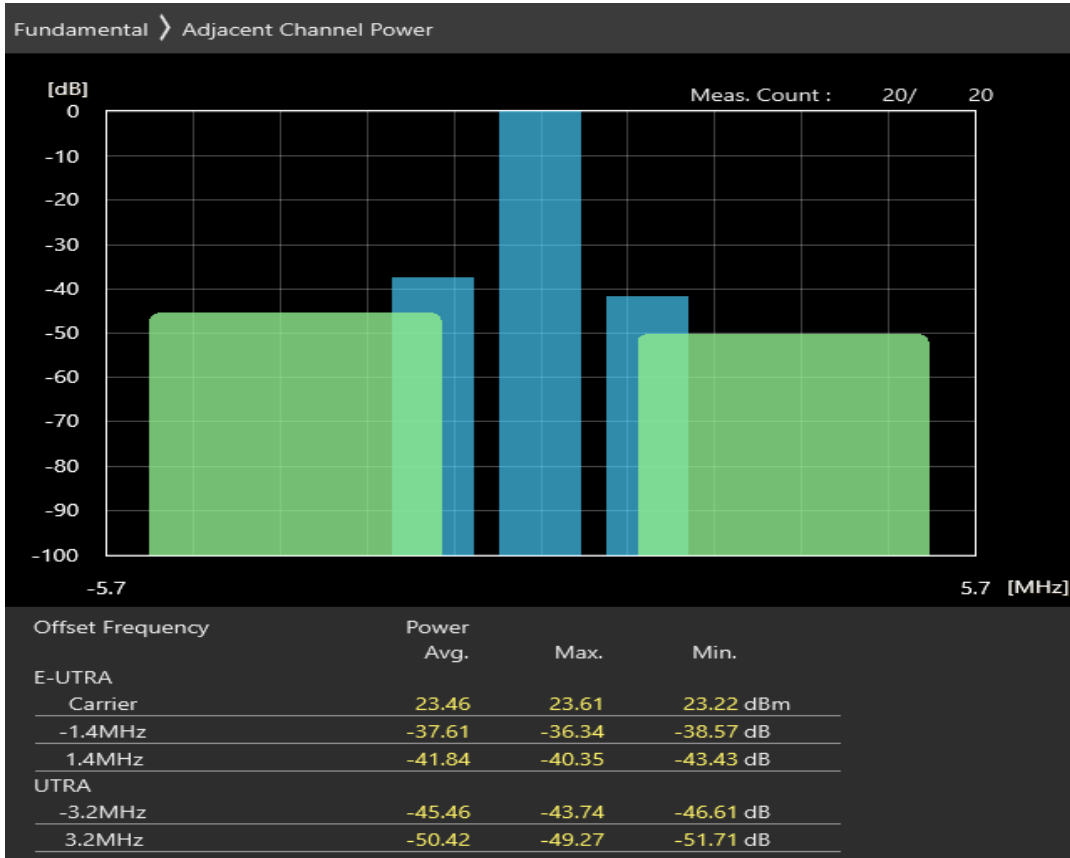 Fundamental 〉 Adjacent Channel Power
[dB]
Meas. Count : 20/ 20
0
-10
-20
-30
-40
-50
-60
-70
-80
-90
-100
-5.7 5.7 [MHz]
Offset Frequency Power
Avg. Max. Min.
E-UTRA
Carrier 23.46 23.61 23.22 dBm
-1.4MHz -37.61 -36.34 -38.57 dB
1.4MHz -41.84 -40.35 -43.43 dB
UTRA
-3.2MHz -45.46 -43.74 -46.61 dB
3.2MHz -50.42 -49.27 -51.71 dB